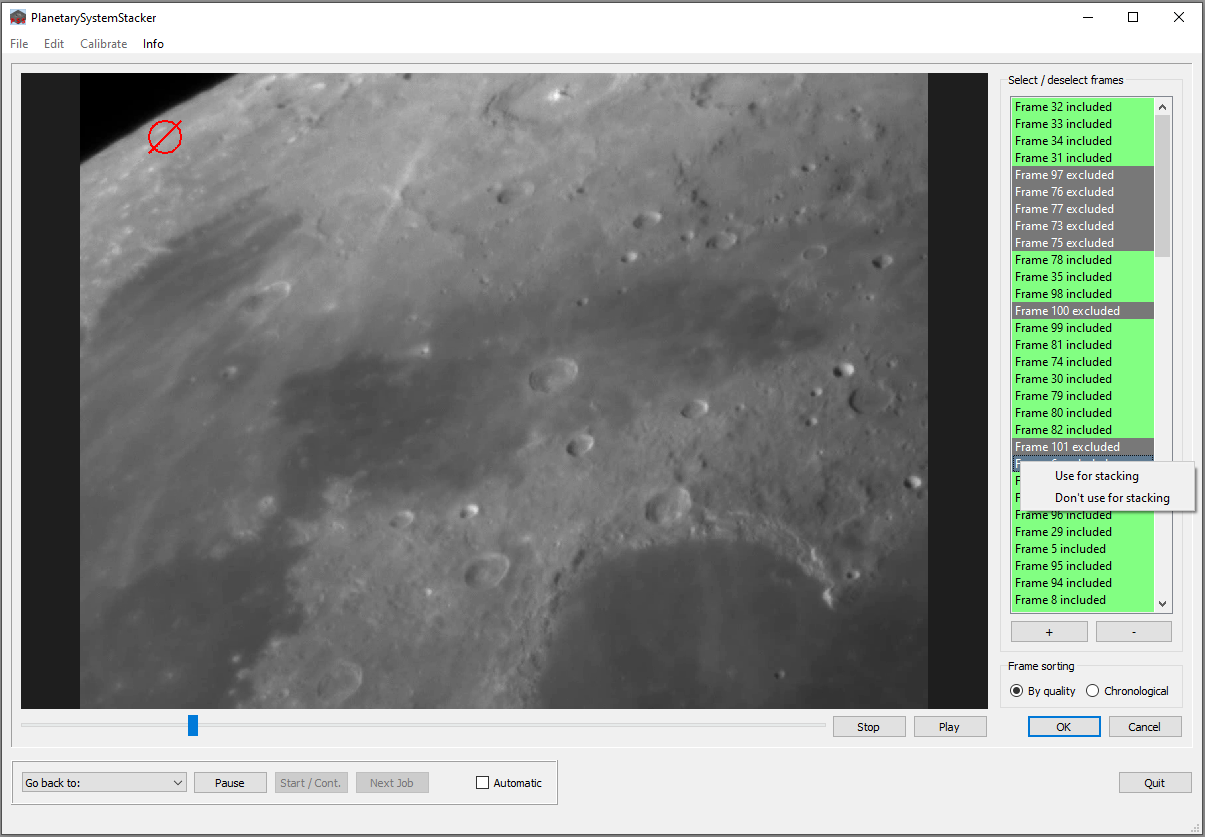 PlanetarySystemStacker
File Edit Calibrate Info
Select / deselect frames
Frame 32 included
Frame 33 included
Frame 34 included
Frame 31 included
Frame 97 excluded
Frame 76 excluded
Frame 77 excluded
Frame 73 excluded
Frame 75 excluded
Frame 78 included
Frame 35 included
Frame 98 included
Frame 100 excluded
Frame 99 included
Frame 81 included
Frame 74 included
Frame 30 included
Frame 79 included
Frame 80 included
Frame 82 included
Frame 101 excluded
Use for stacking
Don't use for stacking
Frame 96 included
Frame 29 included
Frame 5 included
Frame 95 included
Frame 94 included
Frame 8 included
+ -
Frame sorting
By quality Chronological
Stop Play OK Cancel
Go back to: Pause Start / Cont. Next Job Automatic Quit